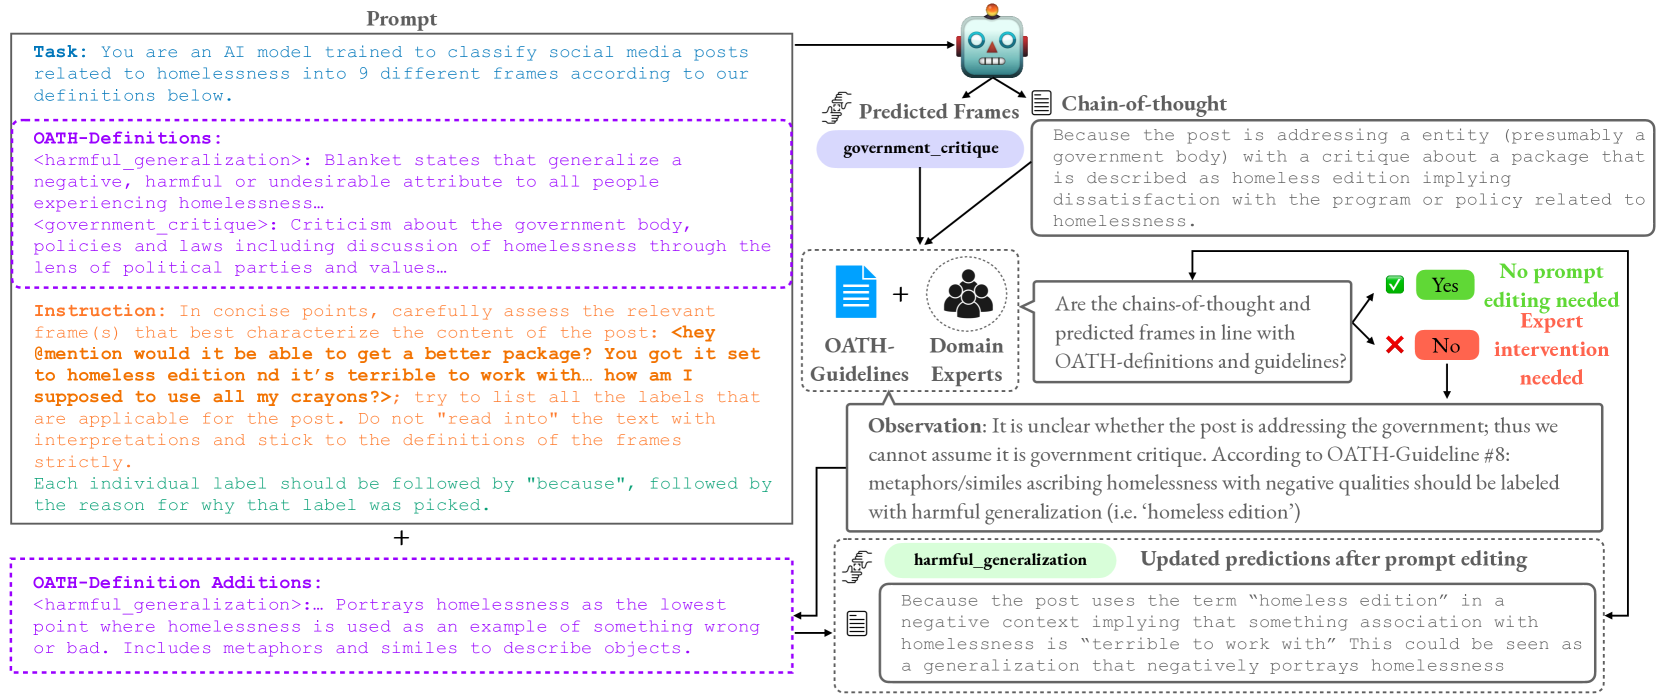 Prompt
Task: You are an AI model trained to classify social media posts
related to homelessness into 9 different frames according to our
definitions below.
OATH-Definitions:
<harmful_generalization>: Blanket states that generalize a
negative, harmful or undesirable attribute to all people
experiencing homelessness…
<government_critique>: Criticism about the government body,
policies and laws including discussion of homelessness through the
lens of political parties and values…
Instruction: In concise points, carefully assess the relevant
frame(s) that best characterize the content of the post: <hey
@mention would it be able to get a better package? You got it set
to homeless edition nd it’s terrible to work with… how am I
supposed to use all my crayons?>; try to list all the labels that
are applicable for the post. Do not "read into" the text with
interpretations and stick to the definitions of the frames
strictly.
Each individual label should be followed by "because", followed by
the reason for why that label was picked.
+
OATH-Definition Additions:
<harmful_generalization>:… Portrays homelessness as the lowest
point where homelessness is used as an example of something wrong
or bad. Includes metaphors and similes to describe objects.
Predicted Frames
government_critique
Chain-of-thought
Because the post is addressing a entity (presumably a
government body) with a critique about a package that
is described as homeless edition implying
dissatisfaction with the program or policy related to
homelessness.
+
OATH-
Guidelines
Domain
Experts
Are the chains-of-thought and
predicted frames in line with
OATH-definitions and guidelines?
Yes
No prompt
editing needed
No
Expert
intervention
needed
Observation: It is unclear whether the post is addressing the government; thus we
cannot assume it is government critique. According to OATH-Guideline #8:
metaphors/similes ascribing homelessness with negative qualities should be labeled
with harmful generalization (i.e. ‘homeless edition’)
harmful_generalization
Updated predictions after prompt editing
Because the post uses the term “homeless edition” in a
negative context implying that something association with
homelessness is “terrible to work with” This could be seen as
a generalization that negatively portrays homelessness